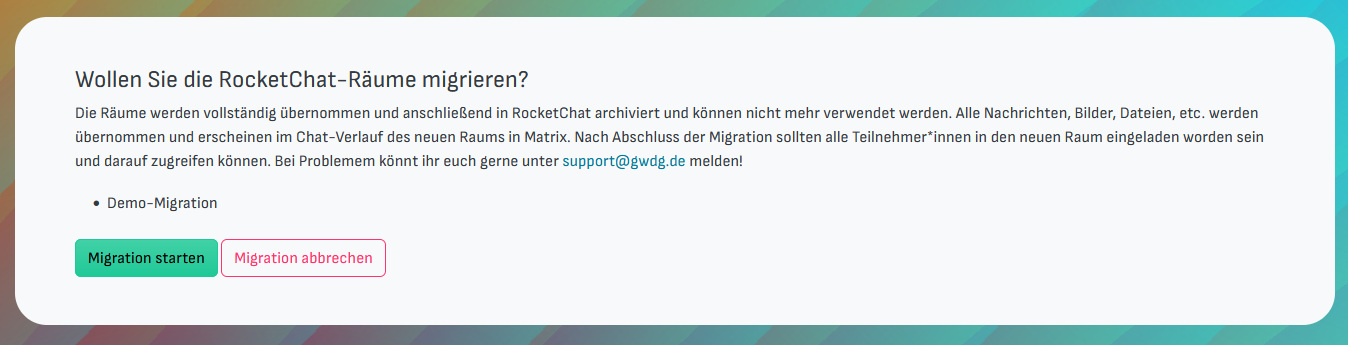 Wollen Sie die RocketChat-Räume migrieren?
Die Räume werden vollständig übernommen und anschließend in RocketChat archiviert und können nicht mehr verwendet werden. Alle Nachrichten, Bilder, Dateien, etc. werden
übernommen und erscheinen im Chat-Verlauf des neuen Raums in Matrix. Nach Abschluss der Migration sollten alle Teilnehmer*innen in den neuen Raum eingeladen worden sein
und darauf zugreifen können. Bei Problemem könnt ihr euch gerne unter support@gwdg.de melden!
• Demo-Migration
Migration starten Migration abbrechen